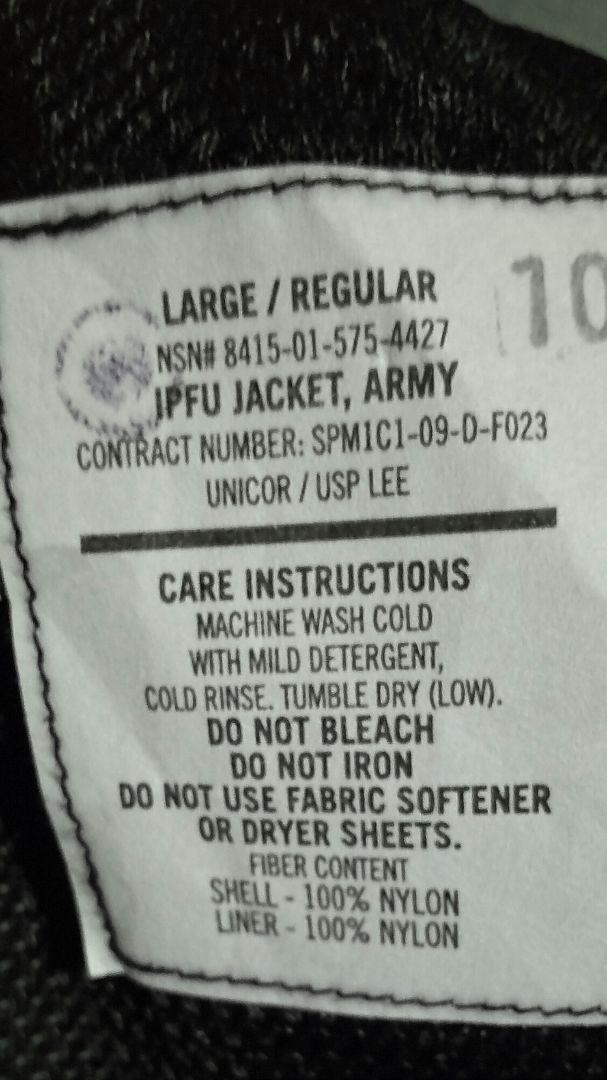 10
LARGE / REGULAR
NSN# 8415-01-575-4427
IPFU JACKET, ARMY
CONTRACT NUMBER: SPM1C1-09-D-F023
UNICOR / USP LEE
CARE INSTRUCTIONS
MACHINE WASH COLD
WITH MILD DETERGENT,
COLD RINSE. TUMBLE DRY (LOW).
DO NOT BLEACH
DO NOT IRON
DO NOT USE FABRIC SOFTENER
OR DRYER SHEETS.
FIBER CONTENT
SHELL - 100% NYLON
LINER - 100% NYLON